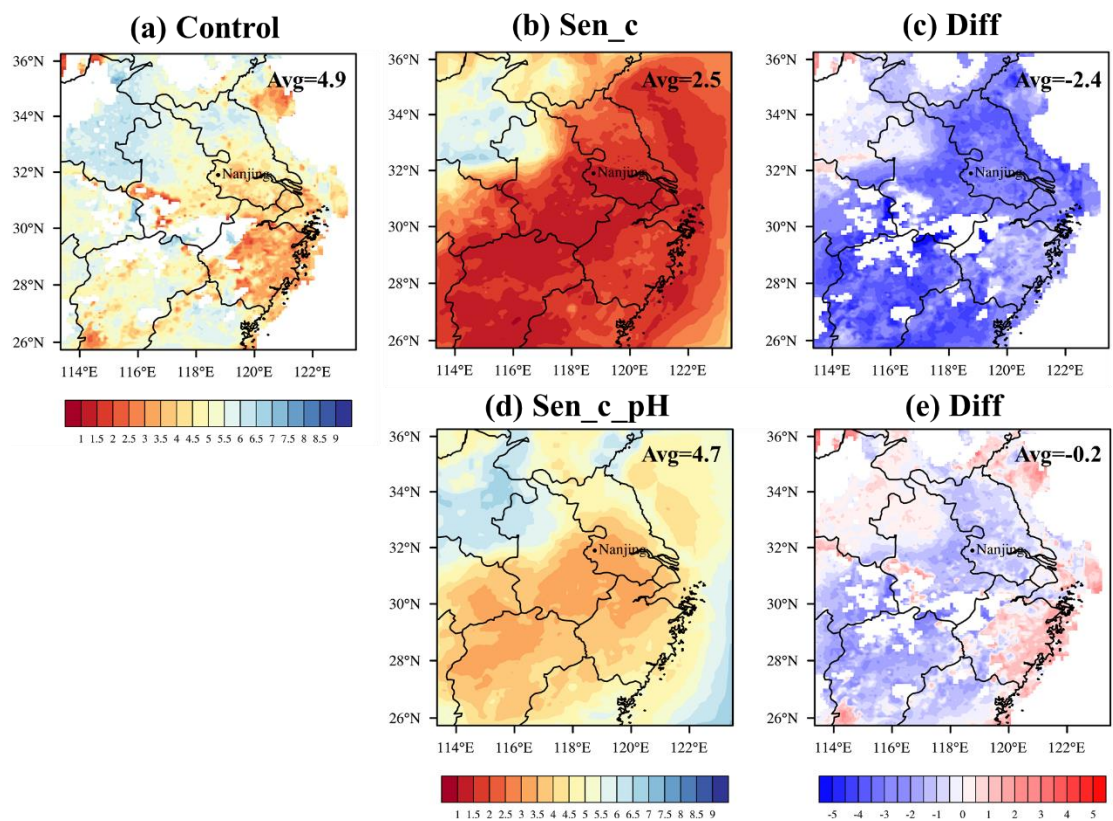 (a) Control
(b) Sen_c
(c) Diff
36°N
34°N
32°N
30°N
28°N
26°N
Avg=4.9
Nanjing
114°E 116°E 118°E 120°E 122°E
1 1.5 2 2.5 3 3.5 4 4.5 5 5.5 6 6.5 7 7.5 8 8.5 9
36°N
34°N
32°N
30°N
28°N
26°N
Avg=2.5
Nanjing
114°E 116°E 118°E 120°E 122°E
36°N
34°N
32°N
30°N
28°N
26°N
Avg=-2.4
Nanjing
114°E 116°E 118°E 120°E 122°E
(d) Sen_c_pH
(e) Diff
36°N
34°N
32°N
30°N
28°N
26°N
Avg=4.7
Nanjing
114°E 116°E 118°E 120°E 122°E
1 1.5 2 2.5 3 3.5 4 4.5 5 5.5 6 6.5 7 7.5 8 8.5 9
36°N
34°N
32°N
30°N
28°N
26°N
Avg=-0.2
Nanjing
114°E 116°E 118°E 120°E 122°E
-5 -4 -3 -2 -1 0 1 2 3 4 5